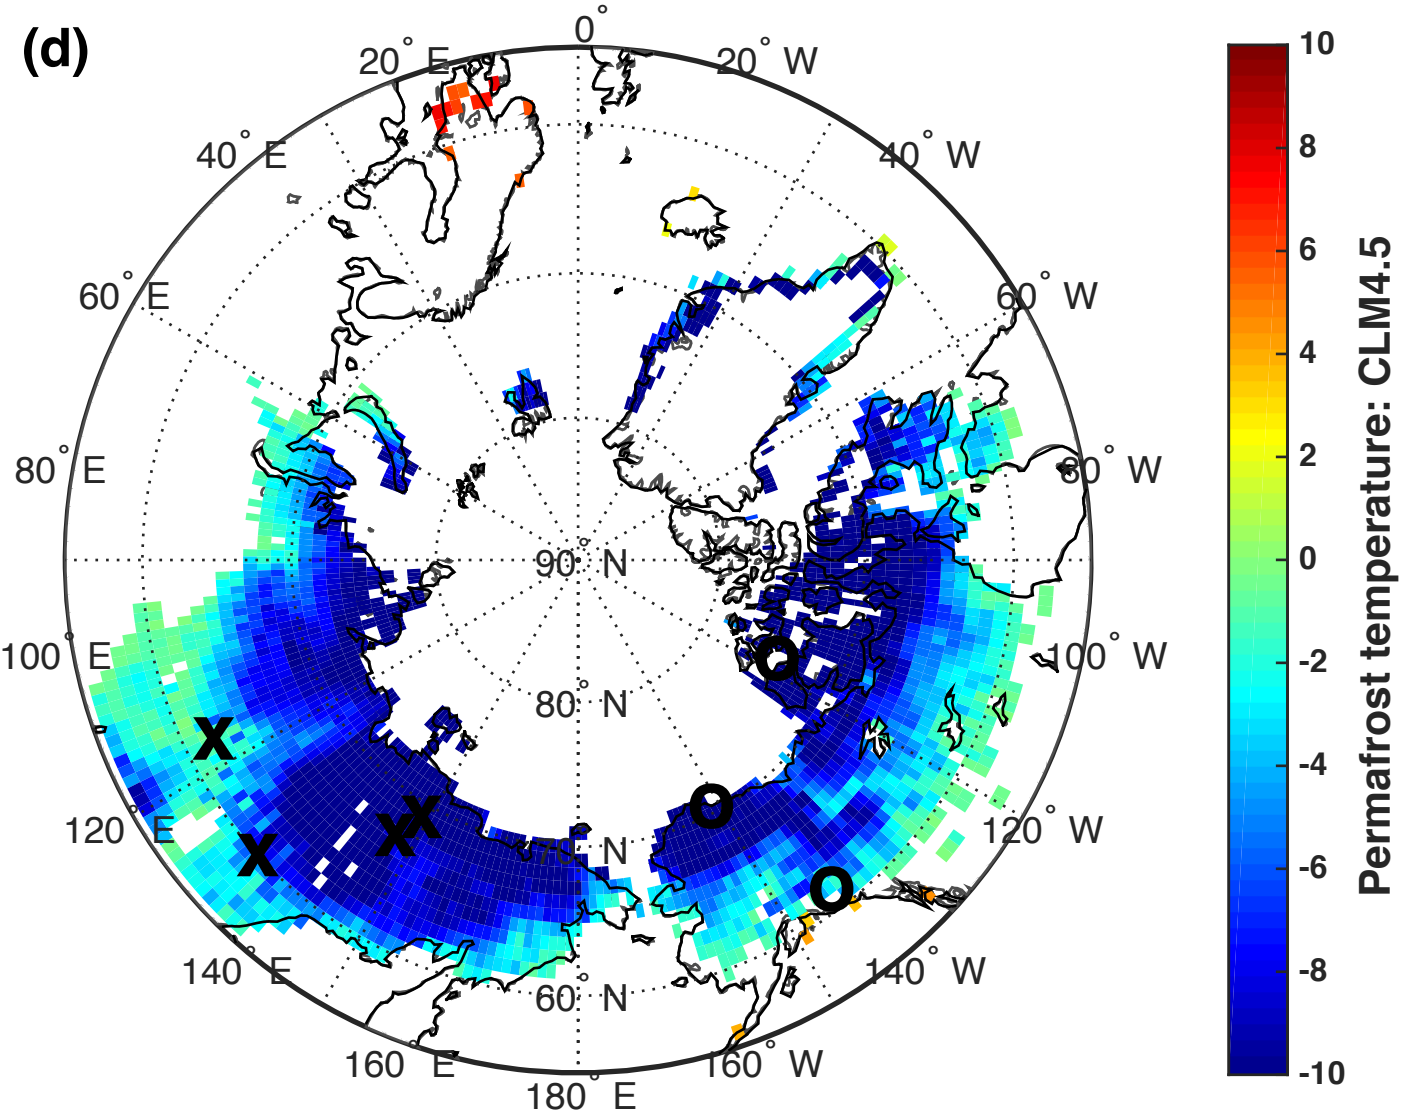 (d)
0°
20° E
20° W
40° E
40° W
60° E
60° W
80° E
80° W
90° N
100° E
100° W
80° N
120° E
120° W
70° N
140° E
140° W
60° N
160° E
160° W
180° E
X
X
X
X
O
O
O
10
8
6
4
2
0
-2
-4
-6
-8
-10
Permafrost temperature: CLM4.5